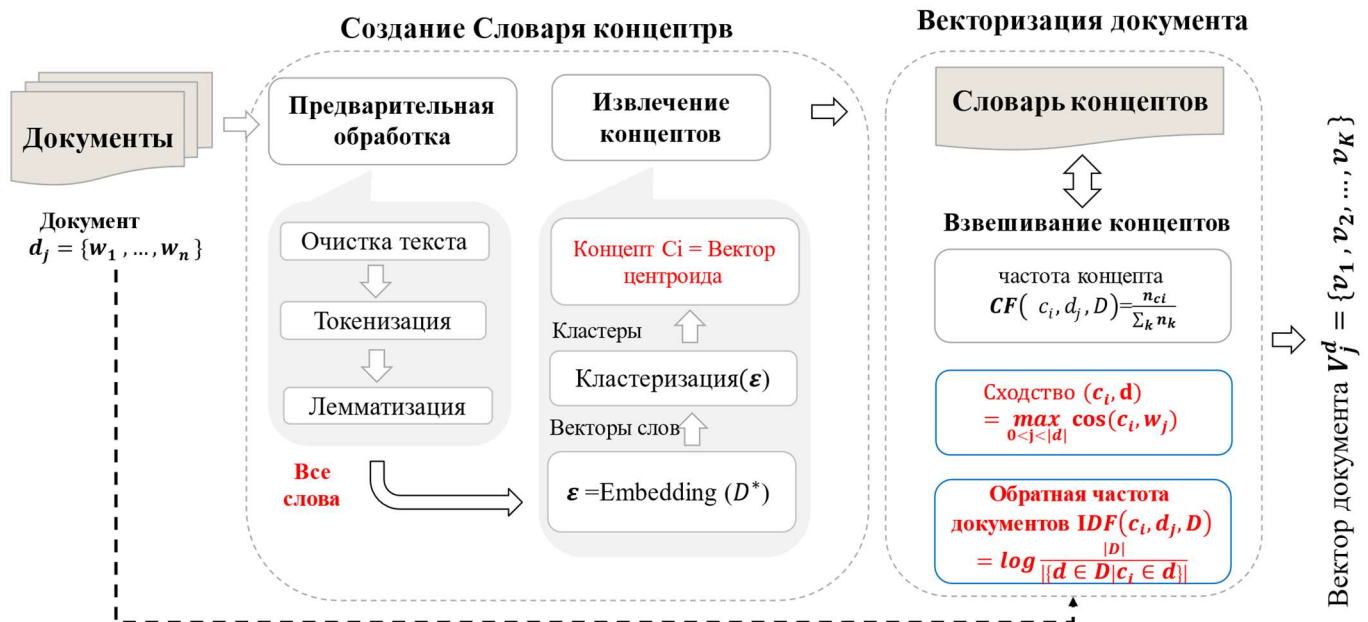 Создание Словаря концептрв
Векторизация документа
Документы
Документ
d_j = {w_1 , … , w_n }
Предварительная
обработка
Очистка текста
Токенизация
Лемматизация
Все
слова
Извлечение
концептов
Концепт Ci = Вектор
центроида
Кластеры
Кластеризация(ε)
Векторы слов
ε =Embedding (D*)
Словарь концептов
Взвешивание концептов
частота концепта
CF( c_i, d_j, D)=n_ci / ∑_k n_k
Сходство (c_i, d)
= max_{0<j<|d|} cos(c_i, w_j)
Обратная частота
документов IDF(c_i, d_j, D)
= log |D| / |{d ∈ D|c_i ∈ d}|
Вектор документа V_j^d = {v_1 , v_2, … , v_K }